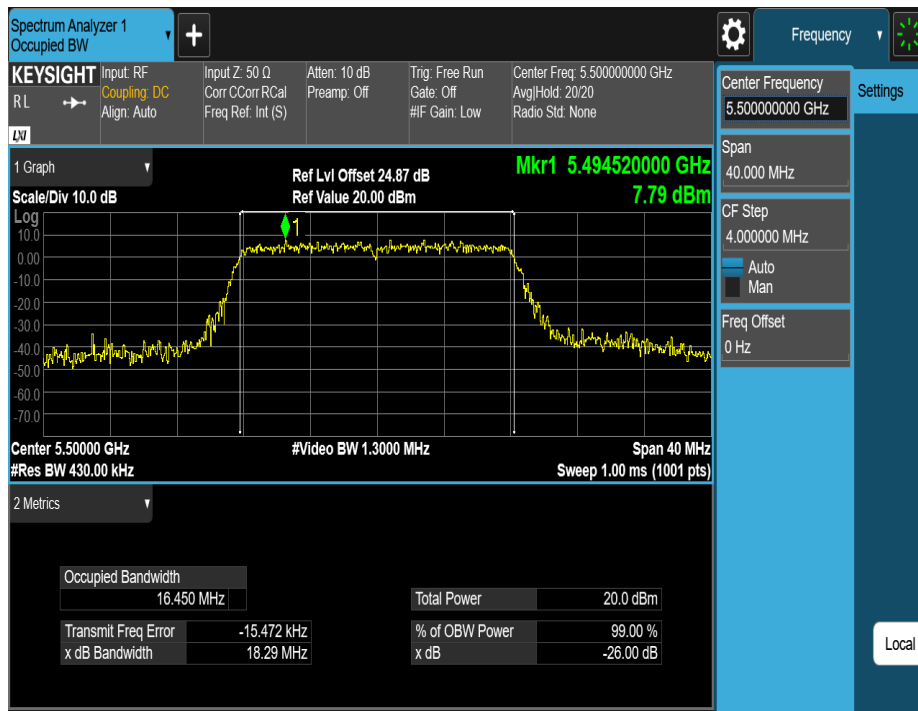 Spectrum Analyzer 1
Occupied BW
+
Frequency
KEYSIGHT
RL
LXI
Input: RF
Coupling: DC
Align: Auto
Input Z: 50 Ω
Corr CCorr RCal
Freq Ref: Int (S)
Atten: 10 dB
Preamp: Off
Trig: Free Run
Gate: Off
#IF Gain: Low
Center Freq: 5.500000000 GHz
Avg|Hold: 20/20
Radio Std: None
Center Frequency
5.500000000 GHz
Settings
Span
40.000 MHz
CF Step
4.000000 MHz
Auto
Man
Freq Offset
0 Hz
Local
1 Graph
Scale/Div 10.0 dB
Ref Lvl Offset 24.87 dB
Ref Value 20.00 dBm
Mkr1 5.494520000 GHz
7.79 dBm
Log
1
10.0
0.00
-10.0
-20.0
-30.0
-40.0
-50.0
-60.0
-70.0
Center 5.50000 GHz
#Video BW 1.3000 MHz
Span 40 MHz
#Res BW 430.00 kHz
Sweep 1.00 ms (1001 pts)
2 Metrics
Occupied Bandwidth
16.450 MHz
Total Power 20.0 dBm
Transmit Freq Error -15.472 kHz
% of OBW Power 99.00 %
x dB Bandwidth 18.29 MHz
x dB -26.00 dB